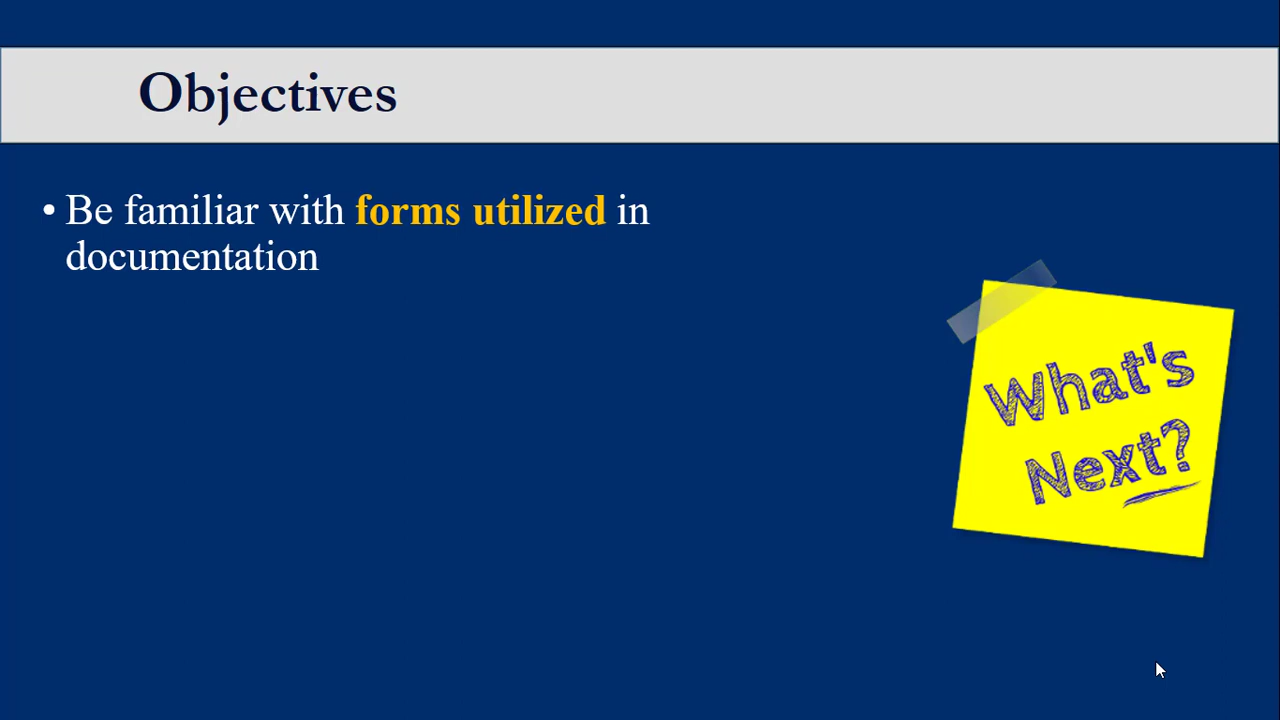 Objectives
• Be familiar with forms utilized in
documentation
What's
Next?